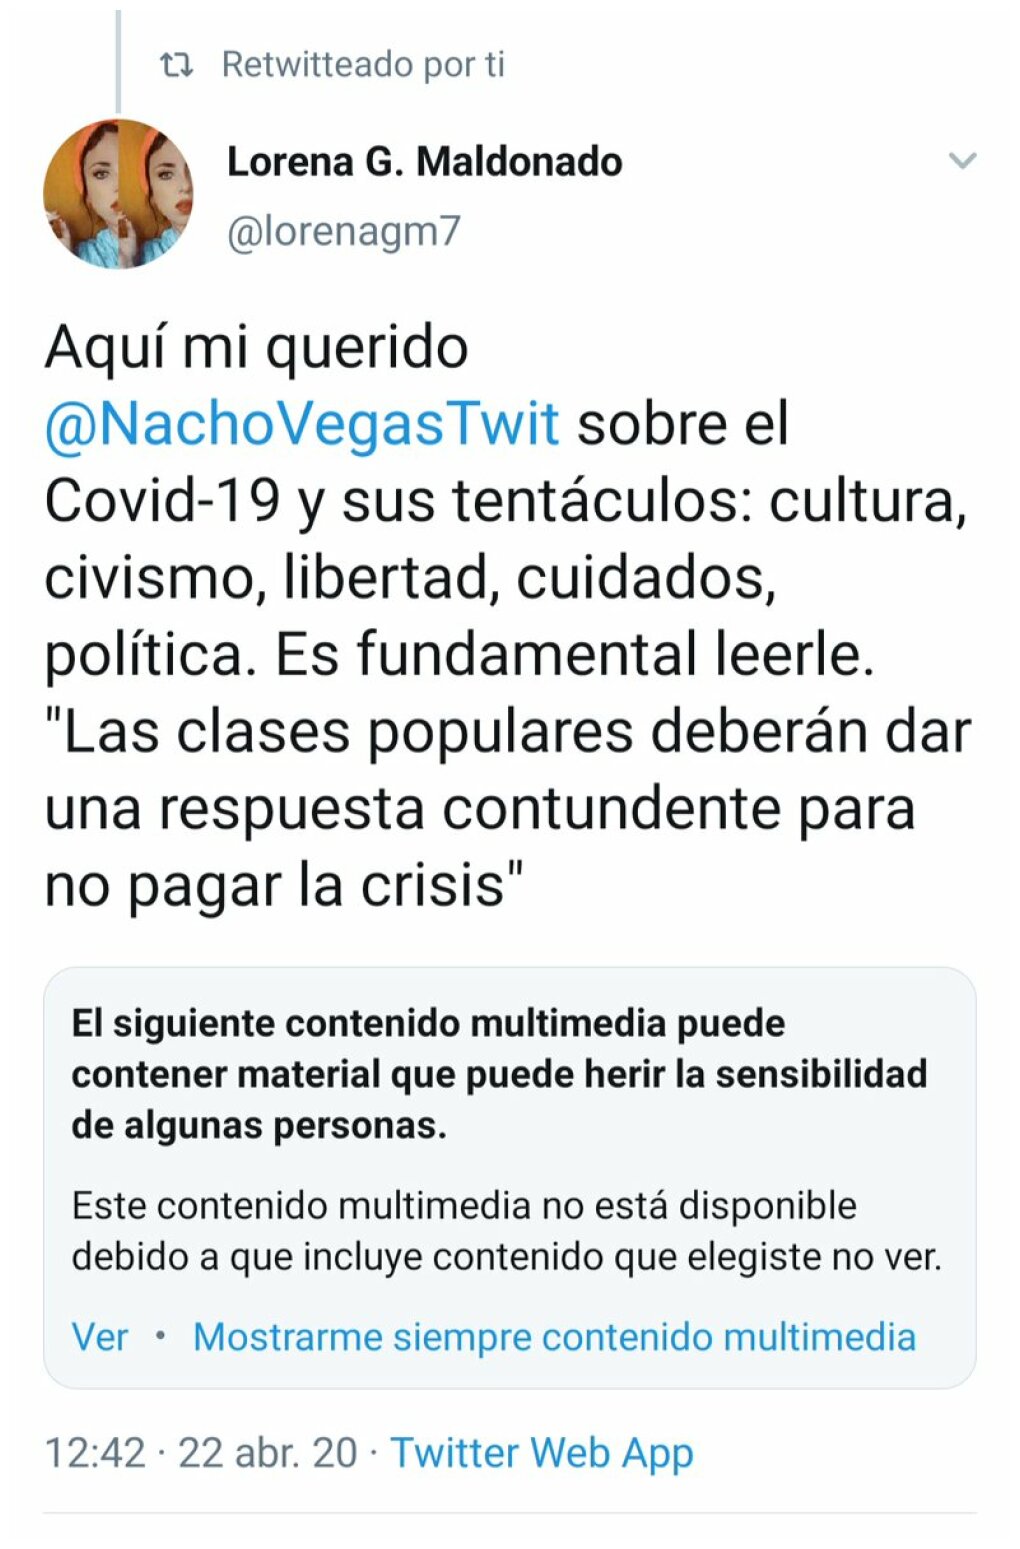 Retwitteado por ti
Lorena G. Maldonado
@lorenagm7
Aquí mi querido
@NachoVegasTwit sobre el
Covid-19 y sus tentáculos: cultura,
civismo, libertad, cuidados,
política. Es fundamental leerle.
"Las clases populares deberán dar
una respuesta contundente para
no pagar la crisis"
El siguiente contenido multimedia puede
contener material que puede herir la sensibilidad
de algunas personas.
Este contenido multimedia no está disponible
debido a que incluye contenido que elegiste no ver.
Ver • Mostrarme siempre contenido multimedia
12:42 · 22 abr. 20 · Twitter Web App